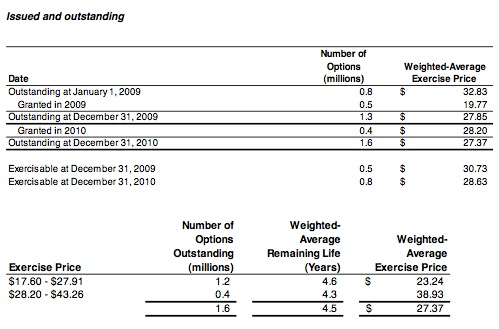 Issued and outstanding
Number of
Options Weighted-Average
Date (millions) Exercise Price
Outstanding at January 1, 2009 0.8 $ 32.83
Granted in 2009 0.5 19.77
Outstanding at December 31, 2009 1.3 $ 27.85
Granted in 2010 0.4 $ 28.20
Outstanding at December 31, 2010 1.6 $ 27.37
Exercisable at December 31, 2009 0.5 $ 30.73
Exercisable at December 31, 2010 0.8 $ 28.63
Number of Weighted-
Options Average Weighted-
Outstanding Remaining Life Average
Exercise Price (millions) (Years) Exercise Price
$17.60 - $27.91 1.2 4.6 $ 23.24
$28.20 - $43.26 0.4 4.3 38.93
1.6 4.5 $ 27.37